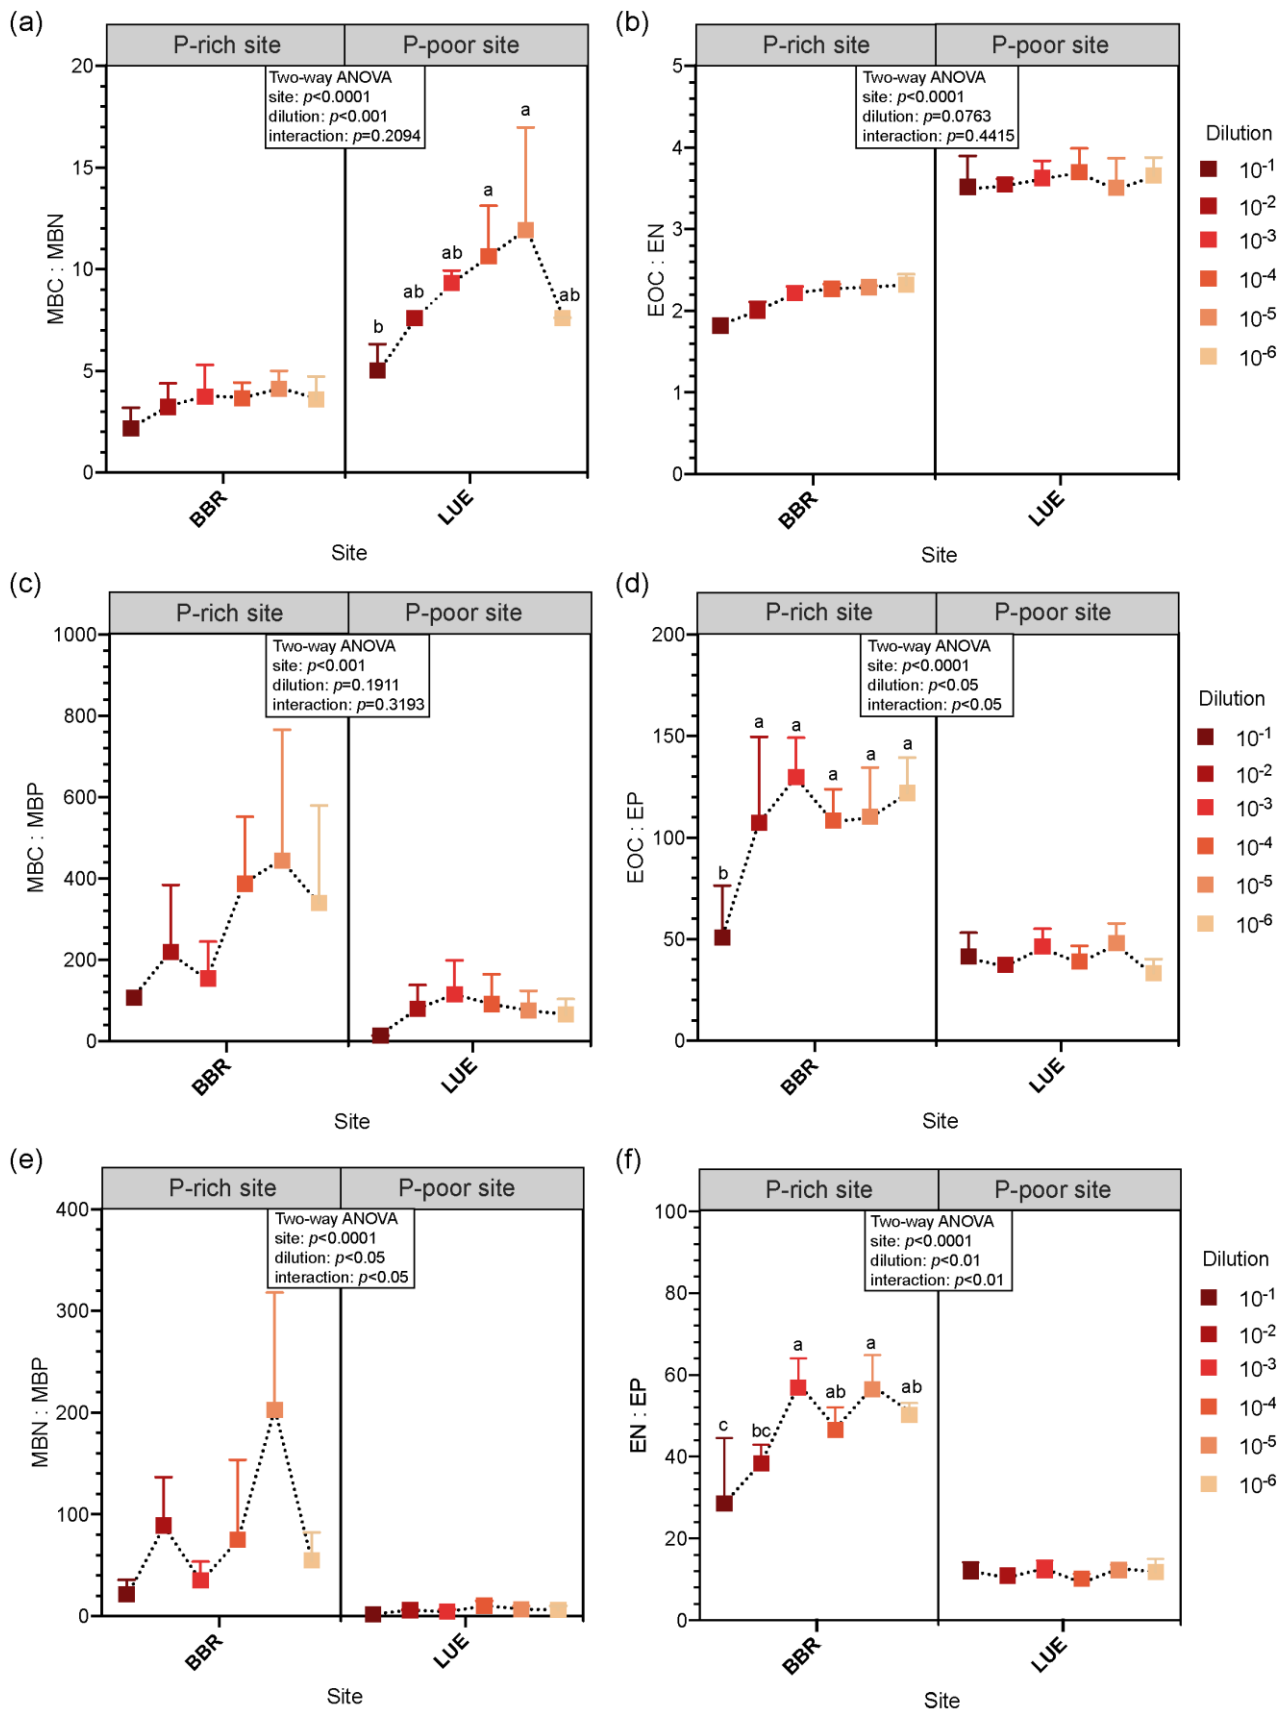 (a)
P-rich site
P-poor site
Two-way ANOVA
site: p<0.0001
dilution: p<0.001
interaction: p=0.2094
20
15
10
5
0
MBC : MBN
b
ab
ab
a
a
ab
BBR
LUE
Site
(b)
P-rich site
P-poor site
Two-way ANOVA
site: p<0.0001
dilution: p=0.0763
interaction: p=0.4415
5
4
3
2
1
0
EOC : EN
BBR
LUE
Site
Dilution
10-1
10-2
10-3
10-4
10-5
10-6
(c)
P-rich site
P-poor site
Two-way ANOVA
site: p<0.001
dilution: p=0.1911
interaction: p=0.3193
1000
800
600
400
200
0
MBC : MBP
BBR
LUE
Site
(d)
P-rich site
P-poor site
Two-way ANOVA
site: p<0.0001
dilution: p<0.05
interaction: p<0.05
200
150
100
50
0
EOC : EP
b
a
a
a
a
a
BBR
LUE
Site
Dilution
10-1
10-2
10-3
10-4
10-5
10-6
(e)
P-rich site
P-poor site
Two-way ANOVA
site: p<0.0001
dilution: p<0.05
interaction: p<0.05
400
300
200
100
0
MBN : MBP
BBR
LUE
Site
(f)
P-rich site
P-poor site
Two-way ANOVA
site: p<0.0001
dilution: p<0.01
interaction: p<0.01
100
80
60
40
20
0
EN : EP
c
bc
a
ab
a
ab
BBR
LUE
Site
Dilution
10-1
10-2
10-3
10-4
10-5
10-6